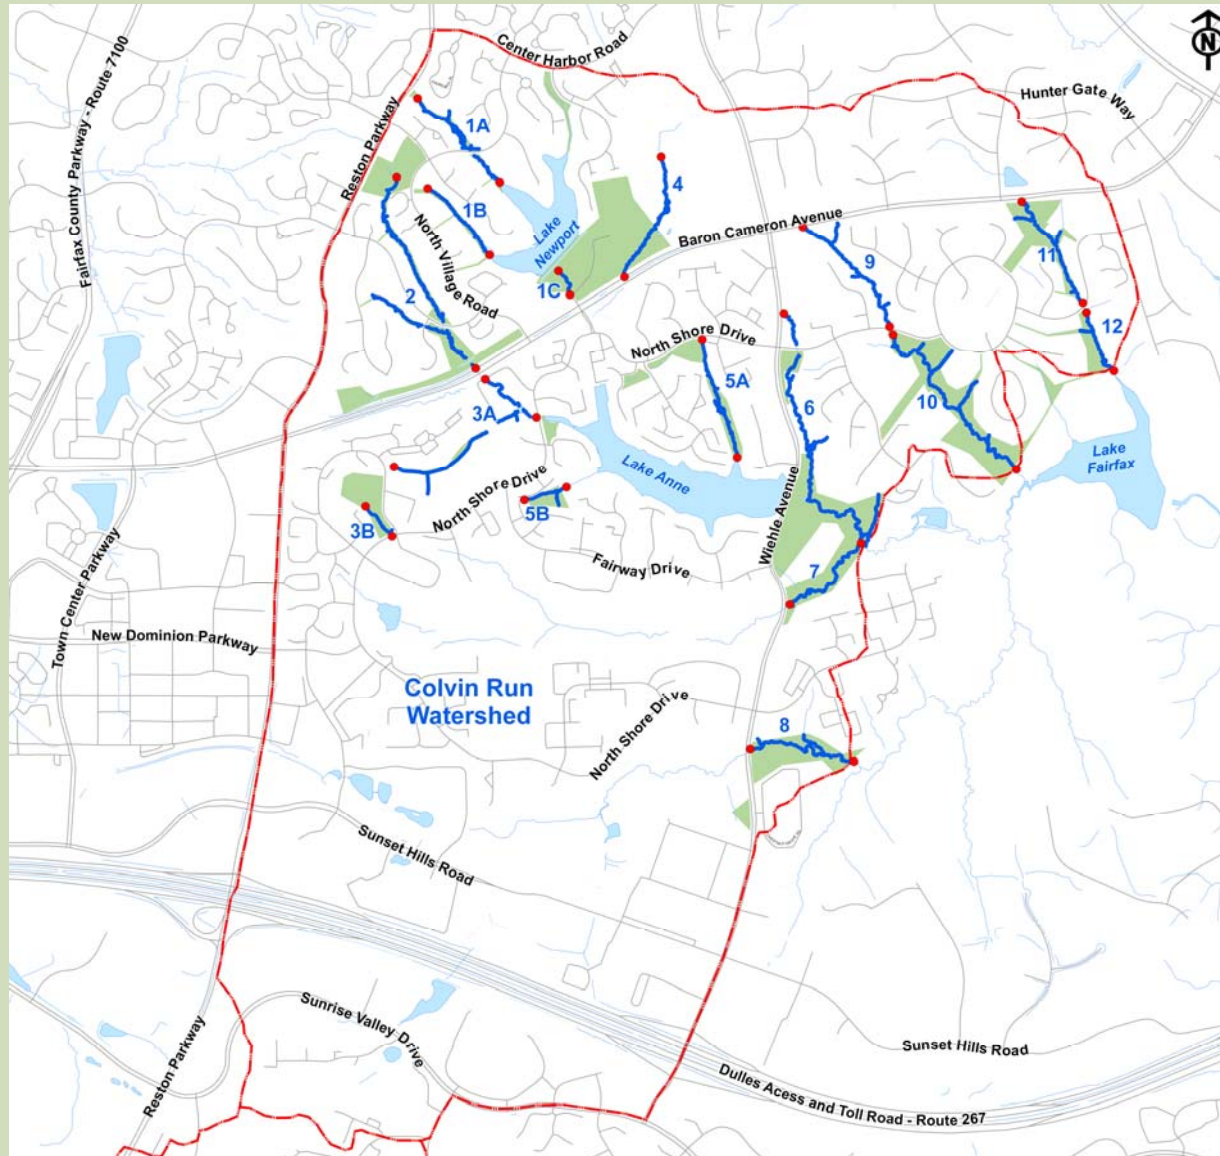 N
Center Harbor Road
Fairfax County Parkway - Route 7100
Hunter Gate Way
Reston Parkway
1A
4
1B
Lake
Newport
North Village Road
Baron Cameron Avenue
9
11
2
1C
12
North Shore Drive
5A
6
10
3A
Lake
Fairfax
Lake Anne
North Shore Drive
5B
3B
Wiehle Avenue
Fairway Drive
7
Town Center Parkway
New Dominion Parkway
Colvin Run
Watershed
North Shore Drive
8
Sunset Hills Road
Sunrise Valley Drive
Reston Parkway
Sunset Hills Road
Dulles Acess and Toll Road - Route 267